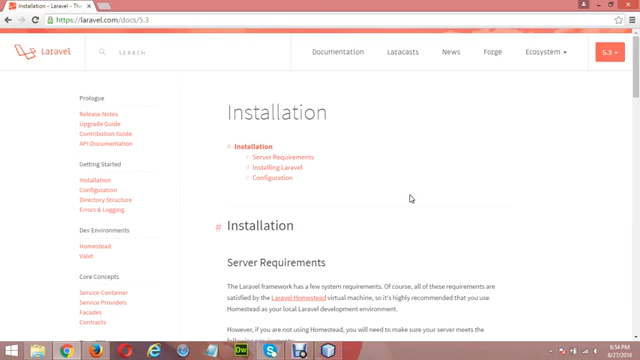 Installation - Laravel - The
https://laravel.com/docs/5.3
Laravel
SEARCH
Documentation
Laracasts
News
Forge
Ecosystem
5.3
Prologue
Release Notes
Upgrade Guide
Contribution Guide
API Documentation
Getting Started
Installation
Configuration
Directory Structure
Errors & Logging
Dev Environments
Homestead
Valet
Core Concepts
Service Container
Service Providers
Facades
Contracts
Installation
# Installation
# Server Requirements
# Installing Laravel
# Configuration
# Installation
Server Requirements
The Laravel framework has a few system requirements. Of course, all of these requirements are
satisfied by the Laravel Homestead virtual machine, so it's highly recommended that you use
Homestead as your local Laravel development environment.
However, if you are not using Homestead, you will need to make sure your server meets the
Dw
6:54 PM
8/27/2016